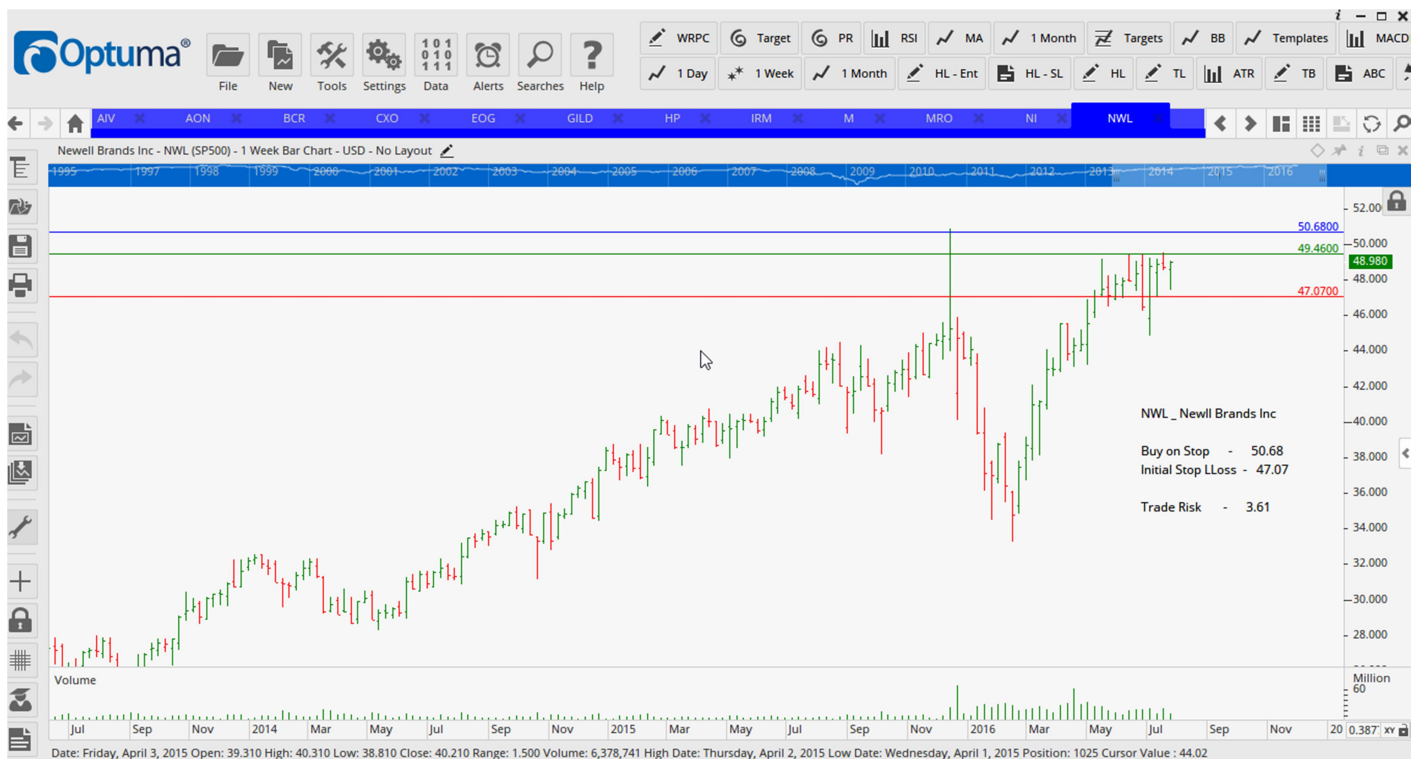 Optuma®
File
New
Tools
Settings
Data
Alerts
Searches
Help
WRPC
Target
PR
RSI
MA
1 Month
Targets
BB
Templates
MACD
1 Day
1 Week
1 Month
HL - Ent
HL - SL
HL
TL
ATR
TB
ABC
AIV
AON
BCR
CXO
EOG
GILD
HP
IRM
M
MRO
NI
NWL
Newell Brands Inc - NWL (SP500) - 1 Week Bar Chart - USD - No Layout
1995 1997 1998 1999 2000 2001 2002 2003 2004 2005 2006 2007 2008 2009 2010 2011 2012 2013 2014 2015 2016
52.00
50.6800
50.000
49.4600
48.980
48.000
47.0700
46.000
44.000
42.000
NWL _ Newll Brands Inc
40.000
Buy on Stop - 50.68
38.000
Initial Stop LLoss - 47.07
36.000
Trade Risk - 3.61
34.000
32.000
30.000
28.000
Volume
Million
60
Jul Sep Nov 2014 Mar May Jul Sep Nov 2015 Mar May Jul Sep Nov 2016 Mar May Jul Sep Nov 20
0.387 XY
Date: Friday, April 3, 2015 Open: 39.310 High: 40.310 Low: 38.810 Close: 40.210 Range: 1.500 Volume: 6,378,741 High Date: Thursday, April 2, 2015 Low Date: Wednesday, April 1, 2015 Position: 1025 Cursor Value : 44.02